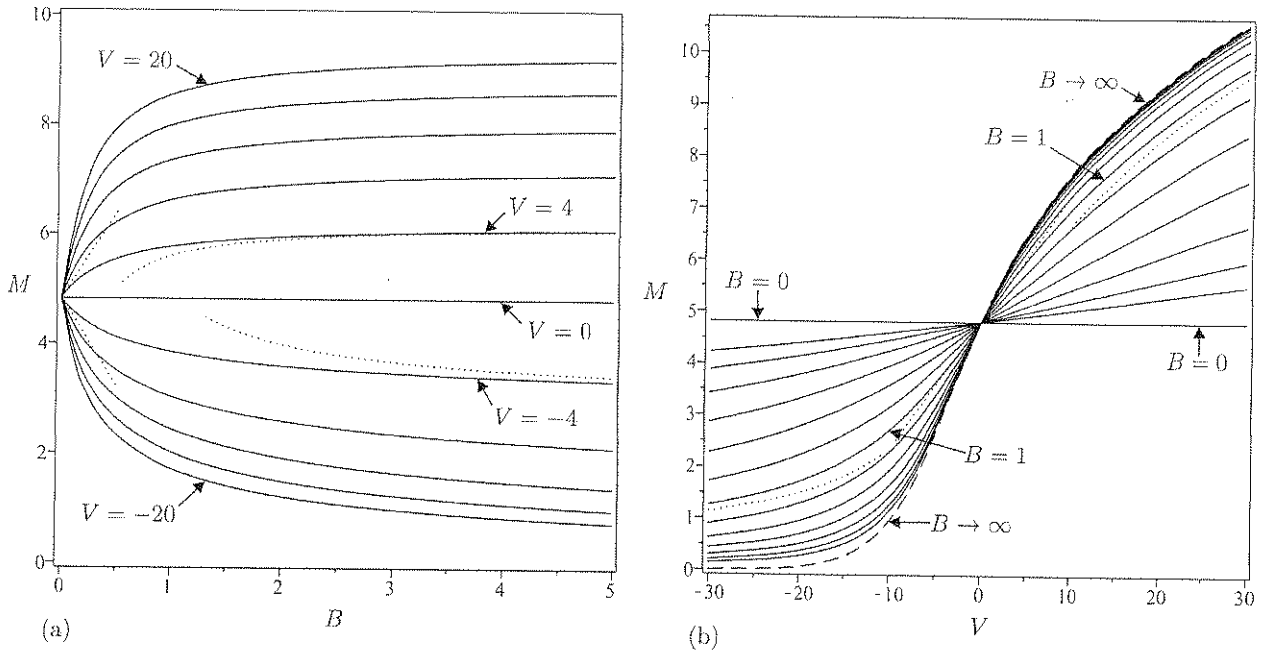 10
8
6
4
2
0
M
V = 20
V = 4
V = 0
V = −4
V = −20
0
1
2
3
4
5
B
(a)
10
9
8
7
6
5
4
3
2
1
0
M
B → ∞
B = 1
B = 0
B = 0
B = 1
B → ∞
-30
-20
-10
0
10
20
30
V
(b)